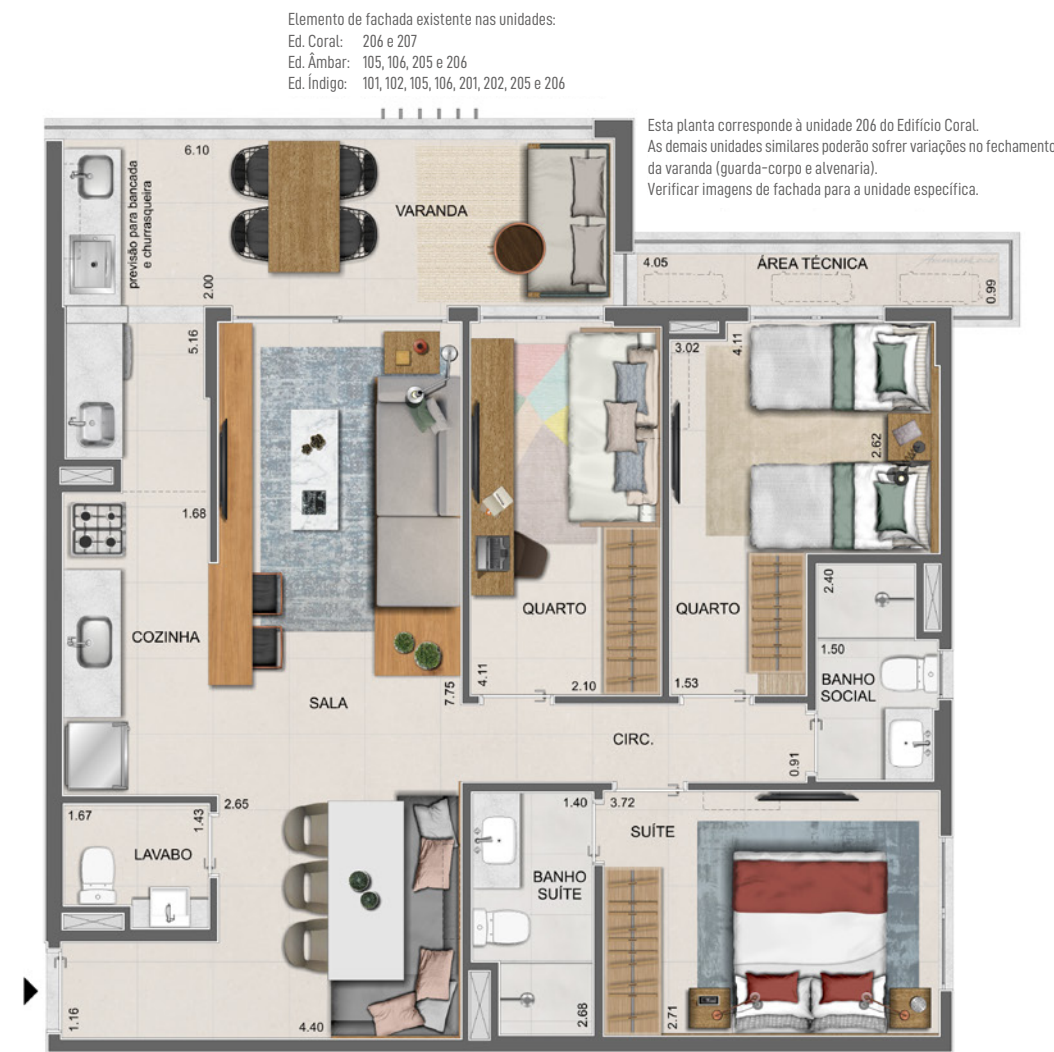 Elemento de fachada existente nas unidades:
Ed. Coral: 206 e 207
Ed. Âmbar: 105, 106, 205 e 206
Ed. Índigo: 101, 102, 105, 106, 201, 202, 205 e 206
Esta planta corresponde à unidade 206 do Edifício Coral.
As demais unidades similares poderão sofrer variações no fechamento
da varanda (guarda-corpo e alvenaria).
Verificar imagens de fachada para a unidade específica.
6.10
previsão para bancada
e churrasqueira
VARANDA
2.00
4.05
ÁREA TÉCNICA
0.99
5.16
3.02
4.11
2.62
1.68
COZINHA
SALA
7.75
QUARTO
4.11
2.10
QUARTO
1.53
2.40
1.50
BANHO
SOCIAL
CIRC.
0.91
1.67
1.43
LAVABO
2.65
1.40
BANHO
SUÍTE
2.68
3.72
SUÍTE
2.71
1.16
4.40